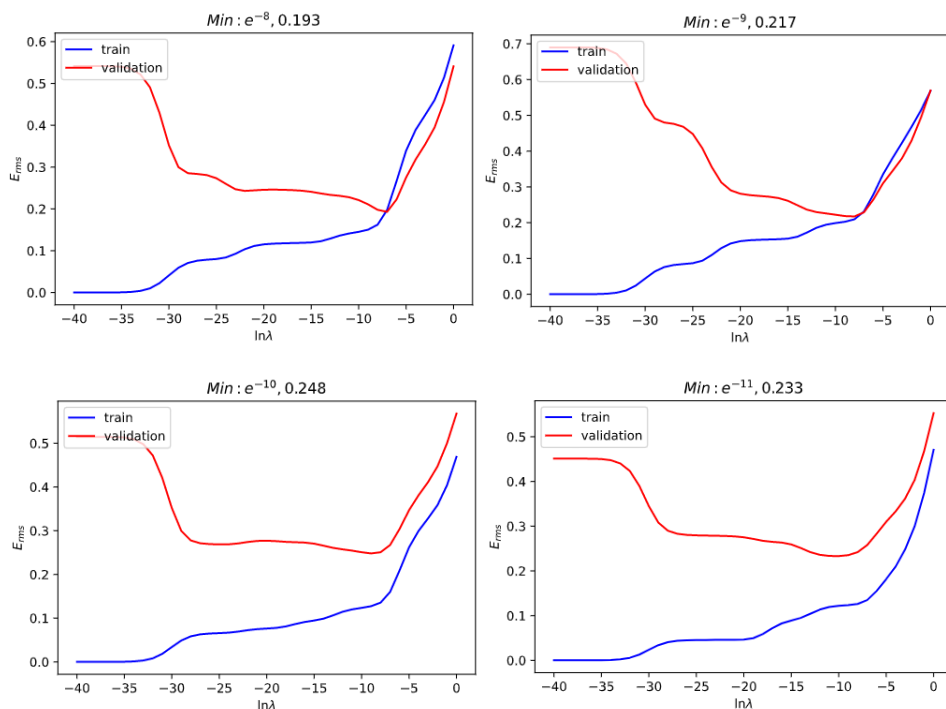 Min : e⁻⁸, 0.193
0.6
0.5
0.4
0.3
0.2
0.1
0.0
E_rms
train
validation
−40 −35 −30 −25 −20 −15 −10 −5 0
lnλ
Min : e⁻⁹, 0.217
0.7
0.6
0.5
0.4
0.3
0.2
0.1
0.0
E_rms
train
validation
−40 −35 −30 −25 −20 −15 −10 −5 0
lnλ
Min : e⁻¹⁰, 0.248
0.5
0.4
0.3
0.2
0.1
0.0
E_rms
train
validation
−40 −35 −30 −25 −20 −15 −10 −5 0
lnλ
Min : e⁻¹¹, 0.233
0.5
0.4
0.3
0.2
0.1
0.0
E_rms
train
validation
−40 −35 −30 −25 −20 −15 −10 −5 0
lnλ